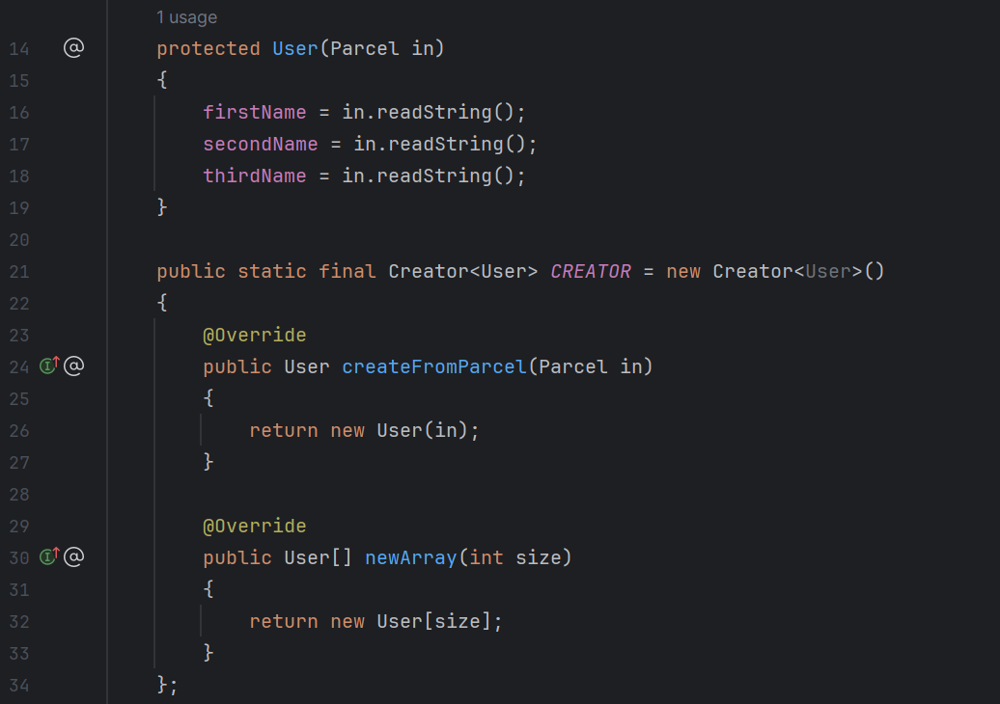 1 usage
14 @ protected User(Parcel in)
15 {
16 firstName = in.readString();
17 secondName = in.readString();
18 thirdName = in.readString();
19 }
20
21 public static final Creator<User> CREATOR = new Creator<User>()
22 {
23 @Override
24 I↑ @ public User createFromParcel(Parcel in)
25 {
26 return new User(in);
27 }
28
29 @Override
30 I↑ @ public User[] newArray(int size)
31 {
32 return new User[size];
33 }
34 };